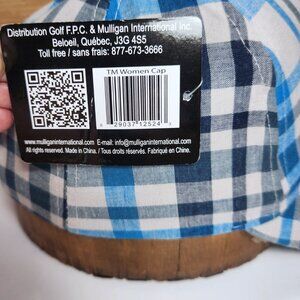 Distribution Golf F.P.C. & Mulligan International Inc.
Beloeil, Québec, J3G 4S5
Toll free / sans frais: 877-673-3666
TM Women Cap
8 29037 12524 3
www.mulliganinternational.com E-mail: info@mulliganinternational.com
All rights reserved. Made in China. / Tous droits réservés. Fabriqué en Chine.